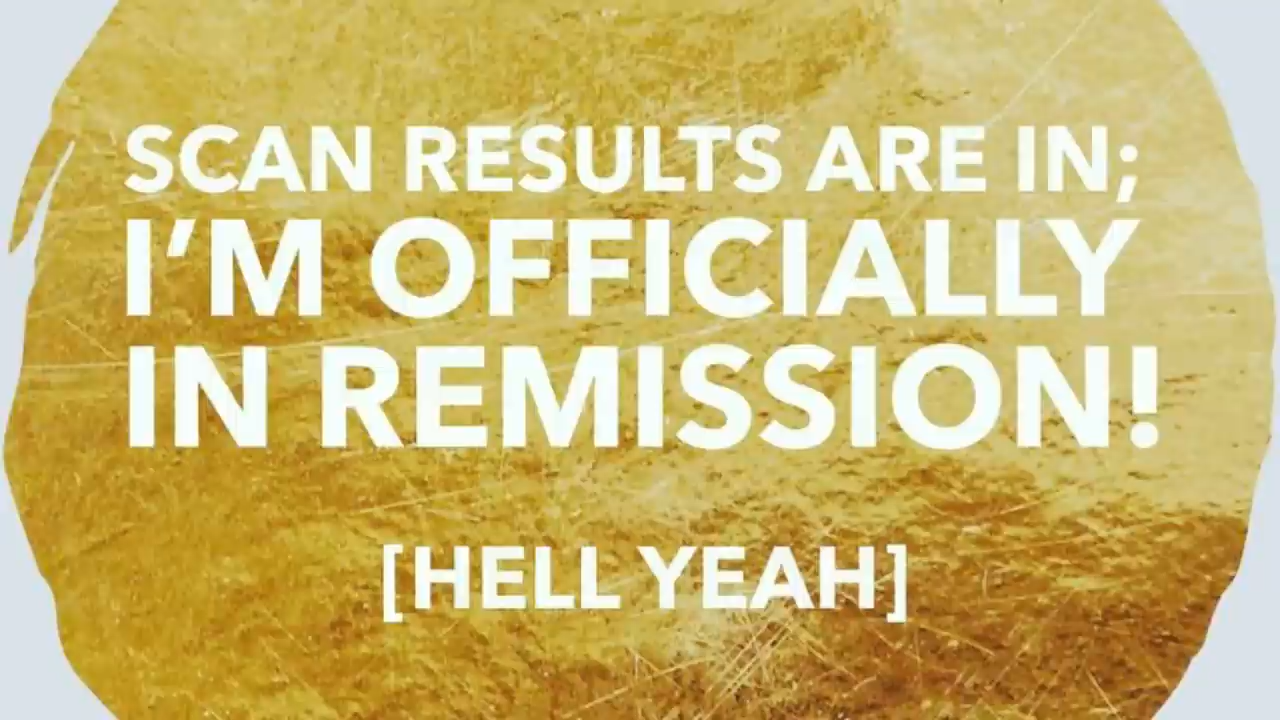 SCAN RESULTS ARE IN;
I'M OFFICIALLY
IN REMISSION!
[HELL YEAH]